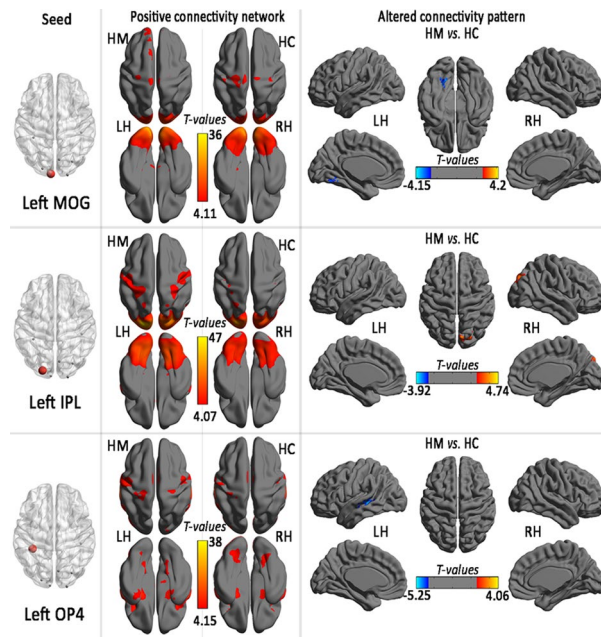 Seed
Positive connectivity network
Altered connectivity pattern
HM
HC
HM vs. HC
LH
T-values
36
RH
4.11
LH
RH
T-values
-4.15
4.2
Left MOG
HM
HC
HM vs. HC
LH
T-values
47
RH
4.07
LH
RH
T-values
-3.92
4.74
Left IPL
HM
HC
HM vs. HC
LH
T-values
38
RH
4.15
LH
RH
T-values
-5.25
4.06
Left OP4